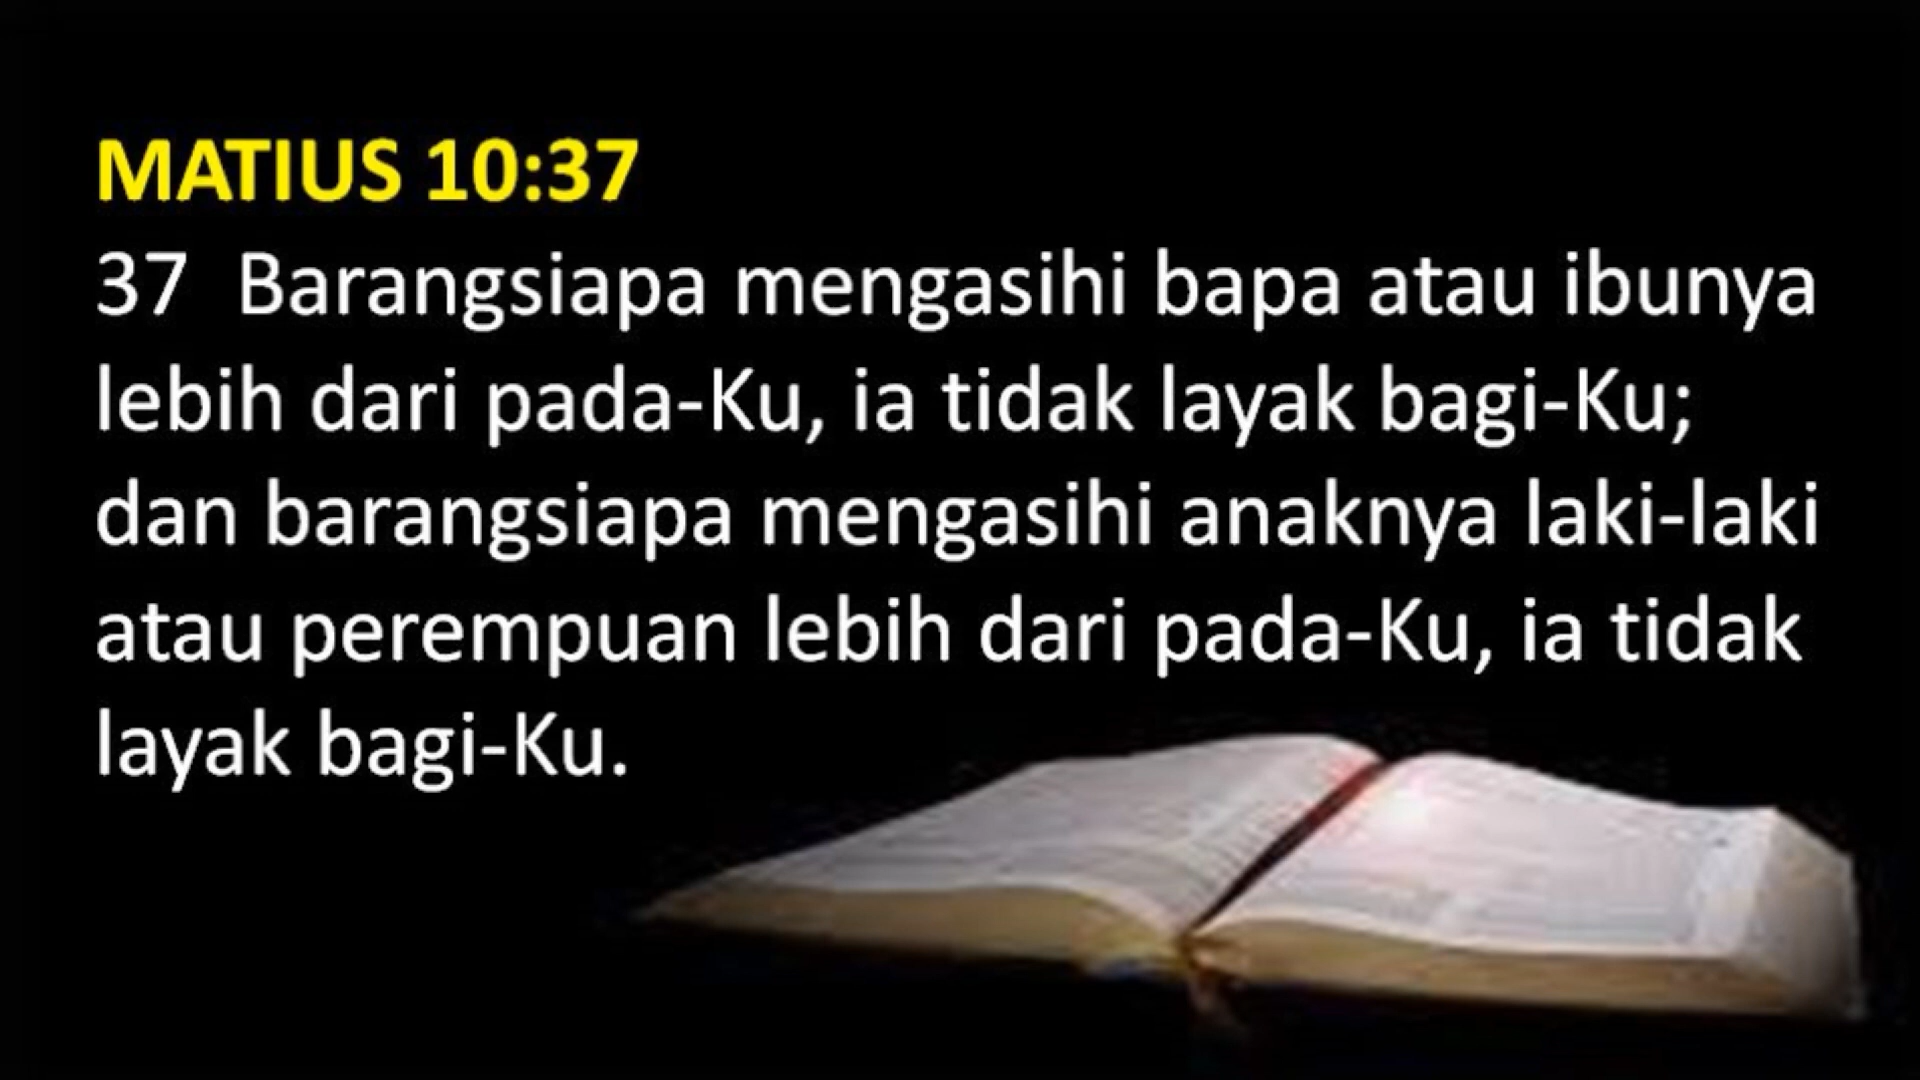 MATIUS 10:37
37 Barangsiapa mengasihi bapa atau ibunya
lebih dari pada-Ku, ia tidak layak bagi-Ku;
dan barangsiapa mengasihi anaknya laki-laki
atau perempuan lebih dari pada-Ku, ia tidak
layak bagi-Ku.